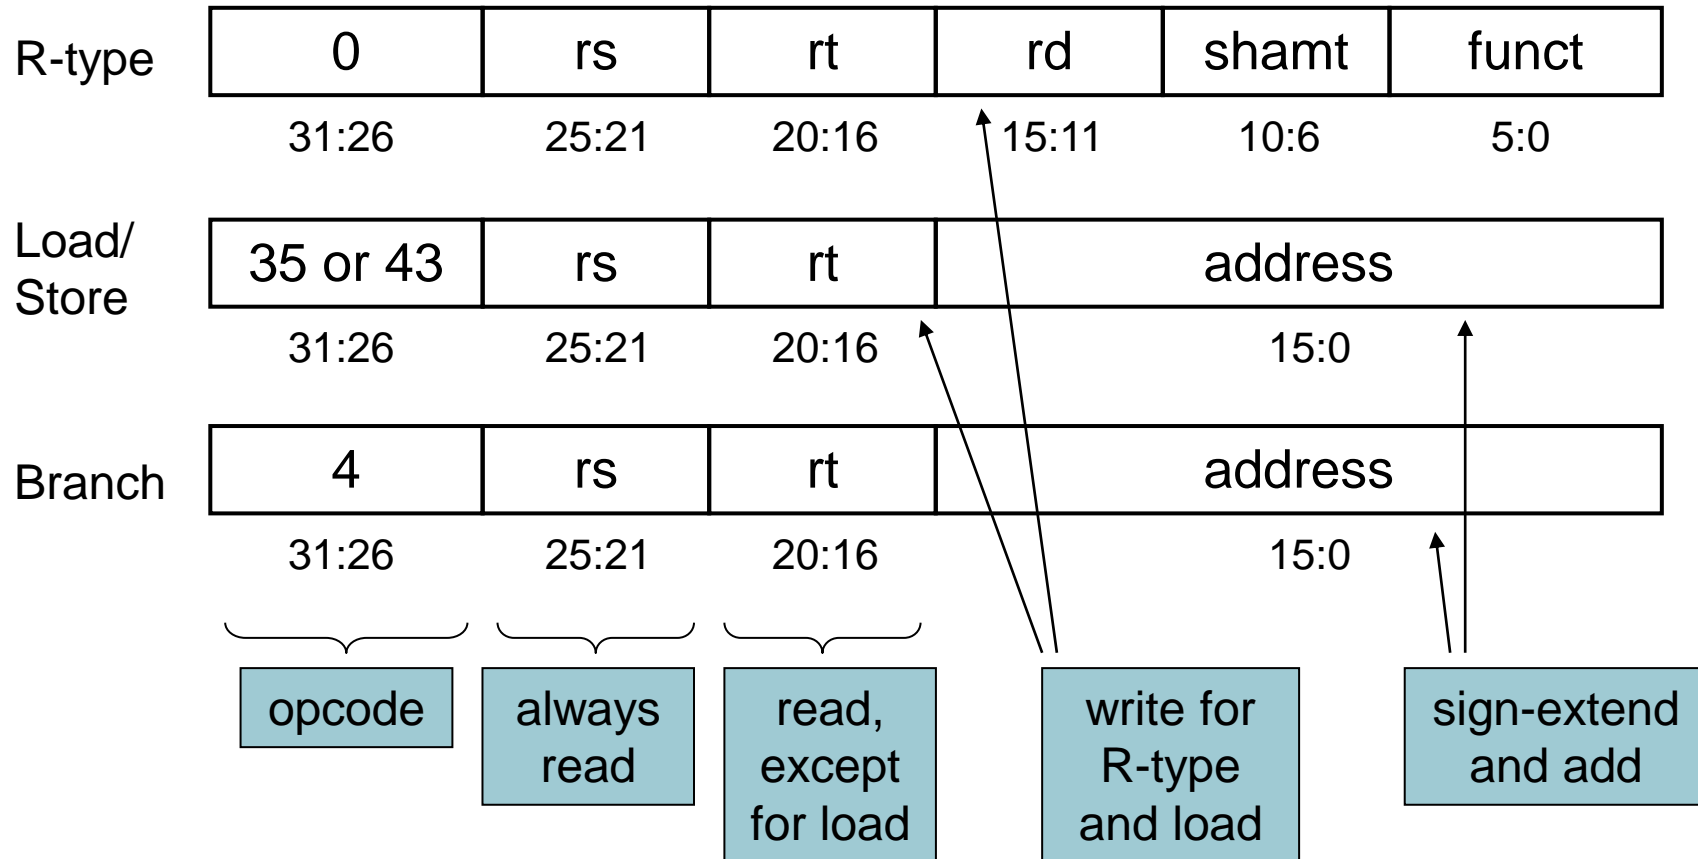 R-type 0 rs rt rd shamt funct
31:26 25:21 20:16 15:11 10:6 5:0
Load/
Store
35 or 43 rs rt address
31:26 25:21 20:16 15:0
Branch 4 rs rt address
31:26 25:21 20:16 15:0
opcode
always
read
read,
except
for load
write for
R-type
and load
sign-extend
and add